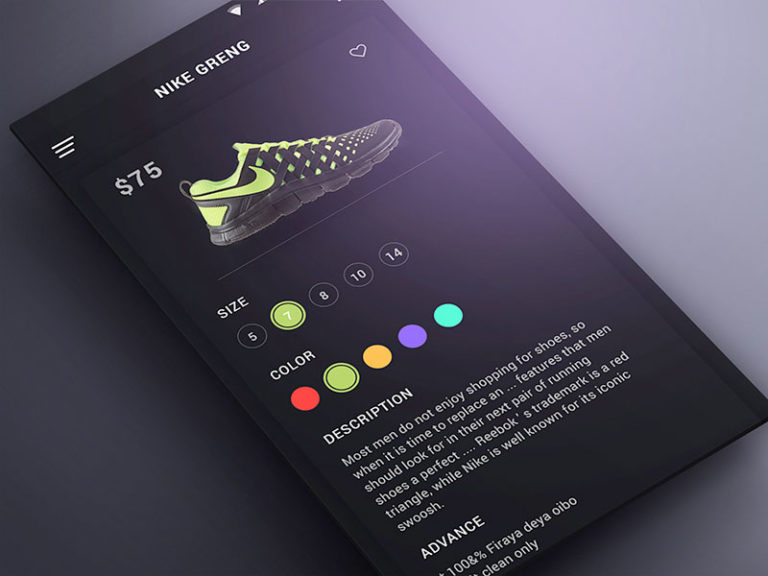 NIKE GRENG
$75
SIZE
5 7 8 10 14
COLOR
DESCRIPTION
Most men do not enjoy shopping for shoes, so
when it is time to replace an ... features that men
should look for in their next pair of running
shoes a perfect .... Reebok' s trademark is a red
triangle, while Nike is well known for its iconic
swoosh.
ADVANCE
100&% Firaya deya oibo
clean only